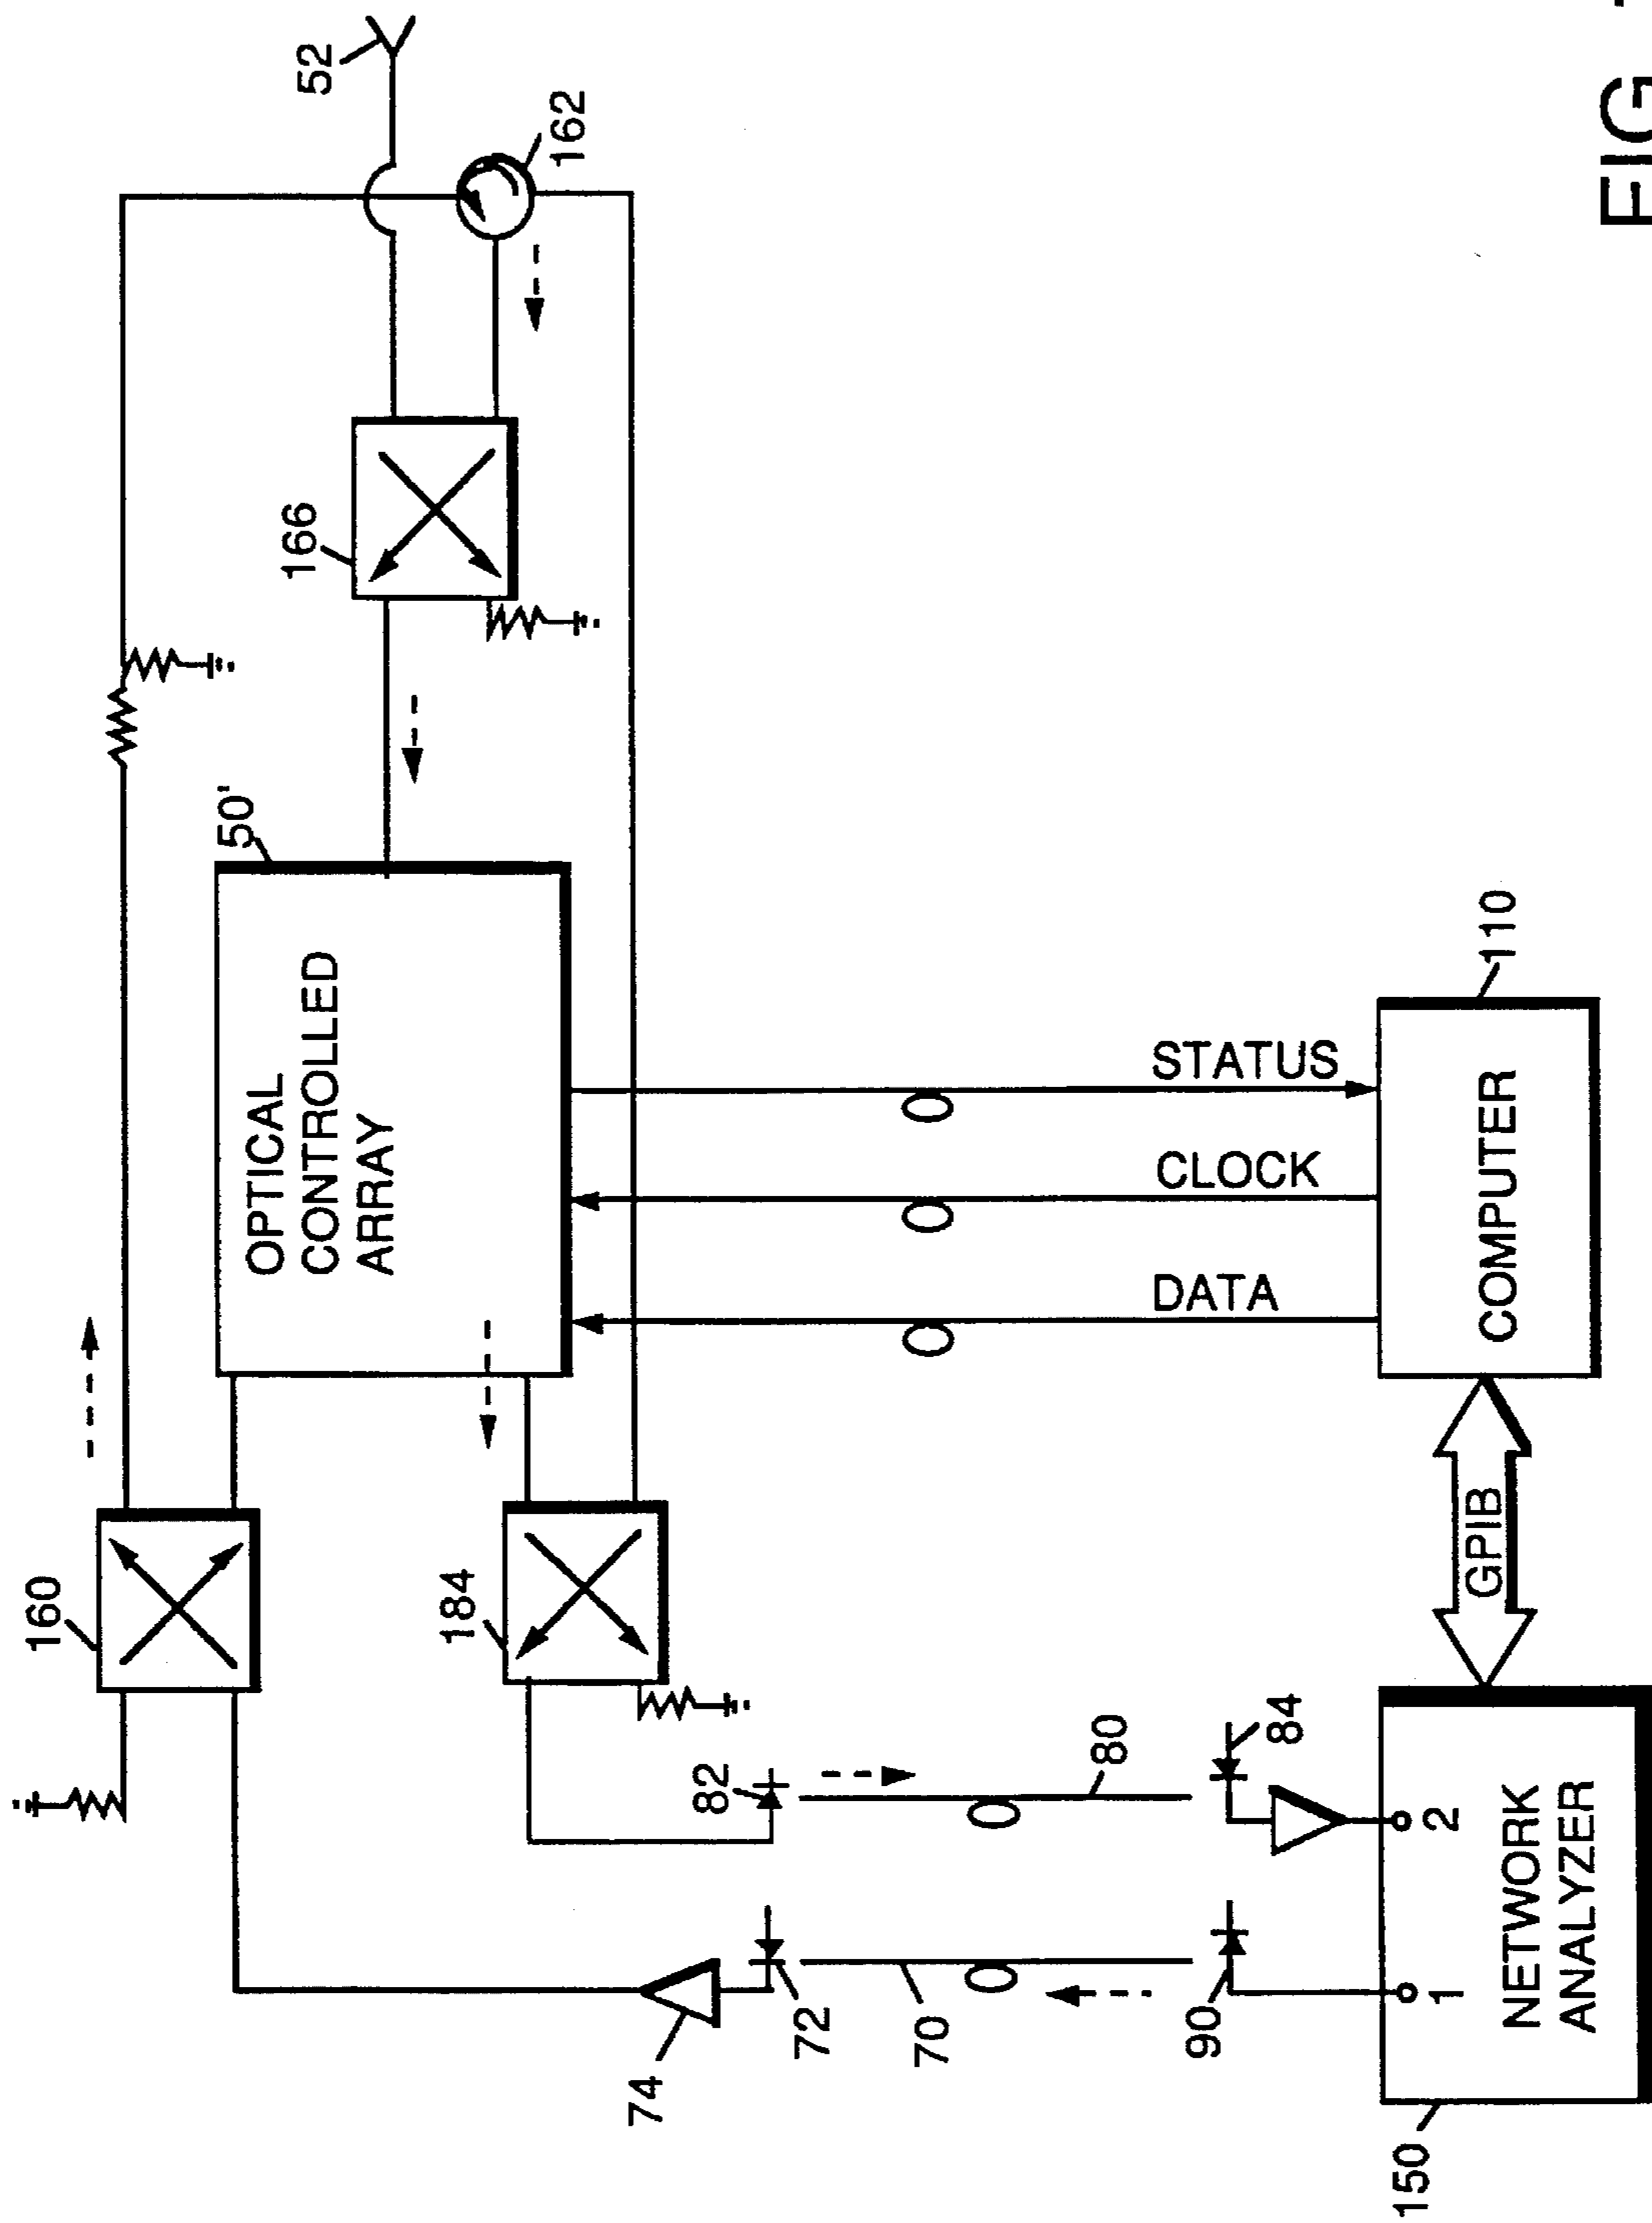 52
162
166
50'
OPTICAL
CONTROLLED
ARRAY
160
184
STATUS
CLOCK
DATA
110
COMPUTER
GPIB
82
80
84
2
74
72
70
90
1
NETWORK
ANALYZER
150
FIG